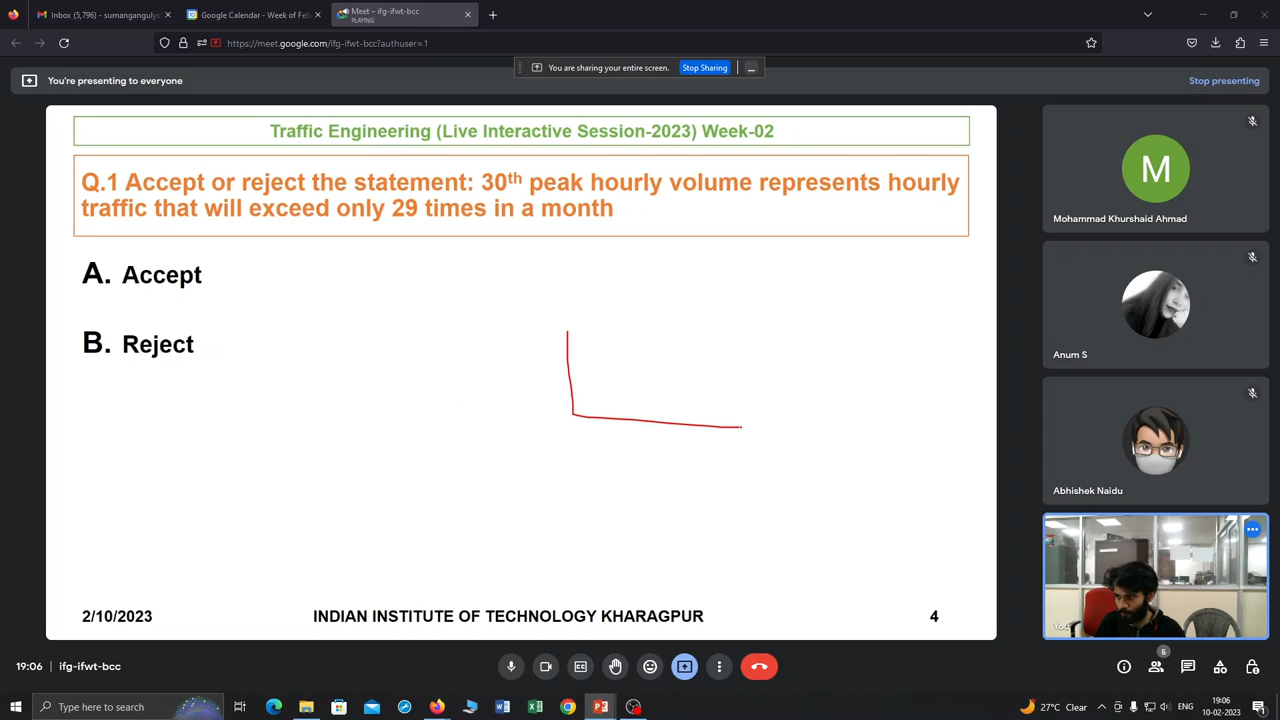 Inbox (5,796) - sumangangulys
Google Calendar - Week of Feb
Meet – ifg-ifwt-bcc
PLAYING
https://meet.google.com/ifg-ifwt-bcc?authuser=1
You are sharing your entire screen.
Stop Sharing
You're presenting to everyone
Stop presenting
Traffic Engineering (Live Interactive Session-2023) Week-02
Q.1 Accept or reject the statement: 30th peak hourly volume represents hourly
traffic that will exceed only 29 times in a month
A. Accept
B. Reject
2/10/2023
INDIAN INSTITUTE OF TECHNOLOGY KHARAGPUR
4
M
Mohammad Khurshaid Ahmad
Anum S
Abhishek Naidu
You
19:06
ifg-ifwt-bcc
5
Type here to search
27°C Clear
19:06
10-02-2023